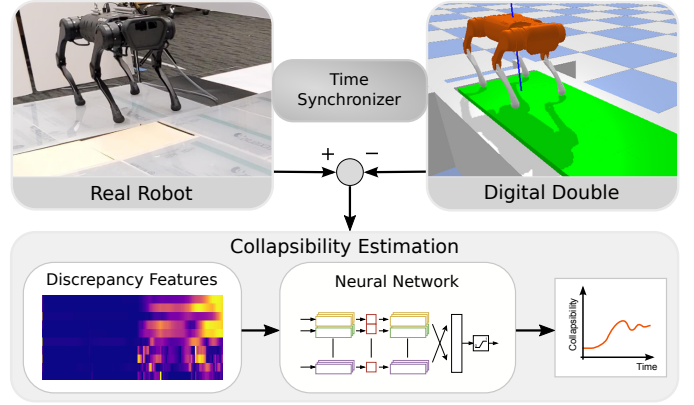 Time
Synchronizer
+ −
Real Robot
Digital Double
Collapsibility Estimation
Discrepancy Features
Neural Network
Collapsibility
Time